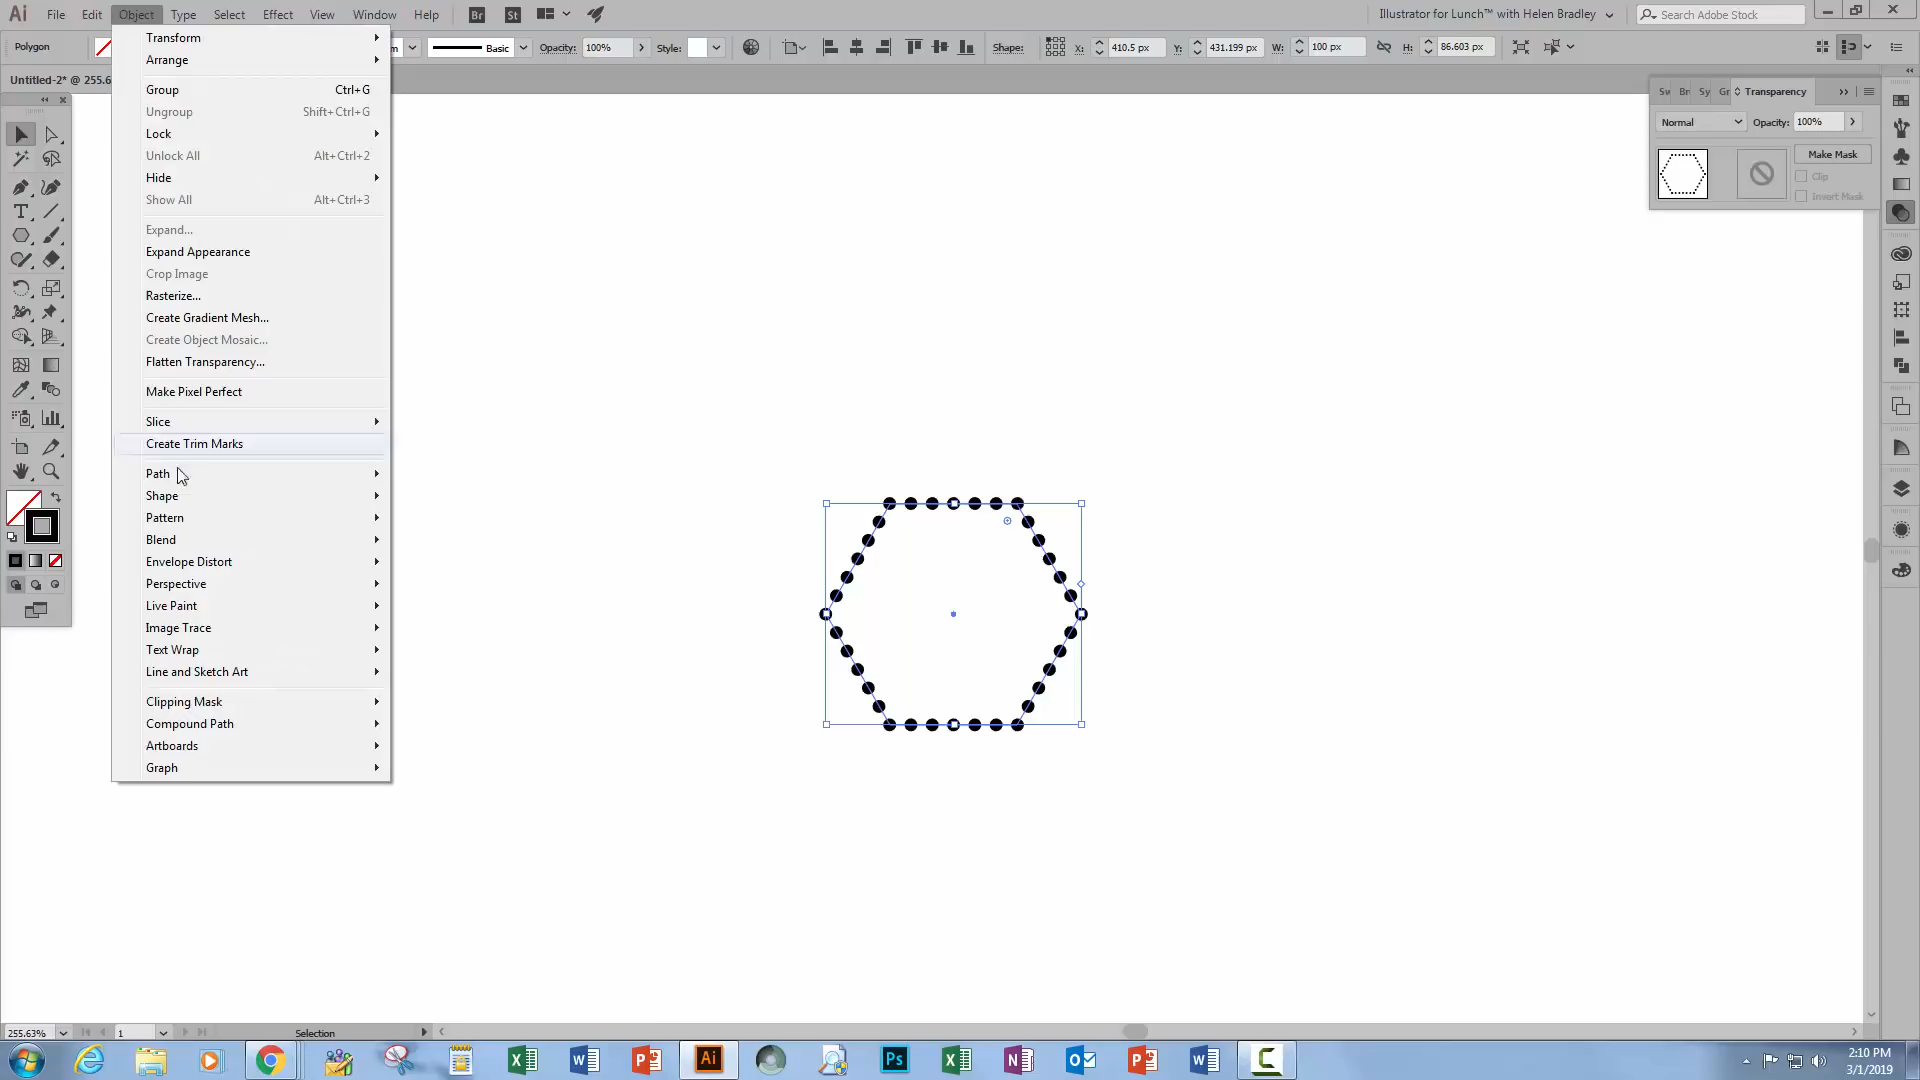 Ai File Edit Object Type Select Effect View Window Help Br St Illustrator for Lunch™ with Helen Bradley Search Adobe Stock
Polygon Basic Opacity: 100% Style: Shape: X: 410.5 px Y: 431.199 px W: 100 px H: 86.603 px
Untitled-2* @ 255.6
Transform
Arrange
Group Ctrl+G
Ungroup Shift+Ctrl+G
Lock
Unlock All Alt+Ctrl+2
Hide
Show All Alt+Ctrl+3
Expand...
Expand Appearance
Crop Image
Rasterize...
Create Gradient Mesh...
Create Object Mosaic...
Flatten Transparency...
Make Pixel Perfect
Slice
Create Trim Marks
Path
Shape
Pattern
Blend
Envelope Distort
Perspective
Live Paint
Image Trace
Text Wrap
Line and Sketch Art
Clipping Mask
Compound Path
Artboards
Graph
Sw Br Sy Gr Transparency
Normal Opacity: 100%
Make Mask
Clip
Invert Mask
255.63% 1 Selection
Ai Ps
2:10 PM
3/1/2019